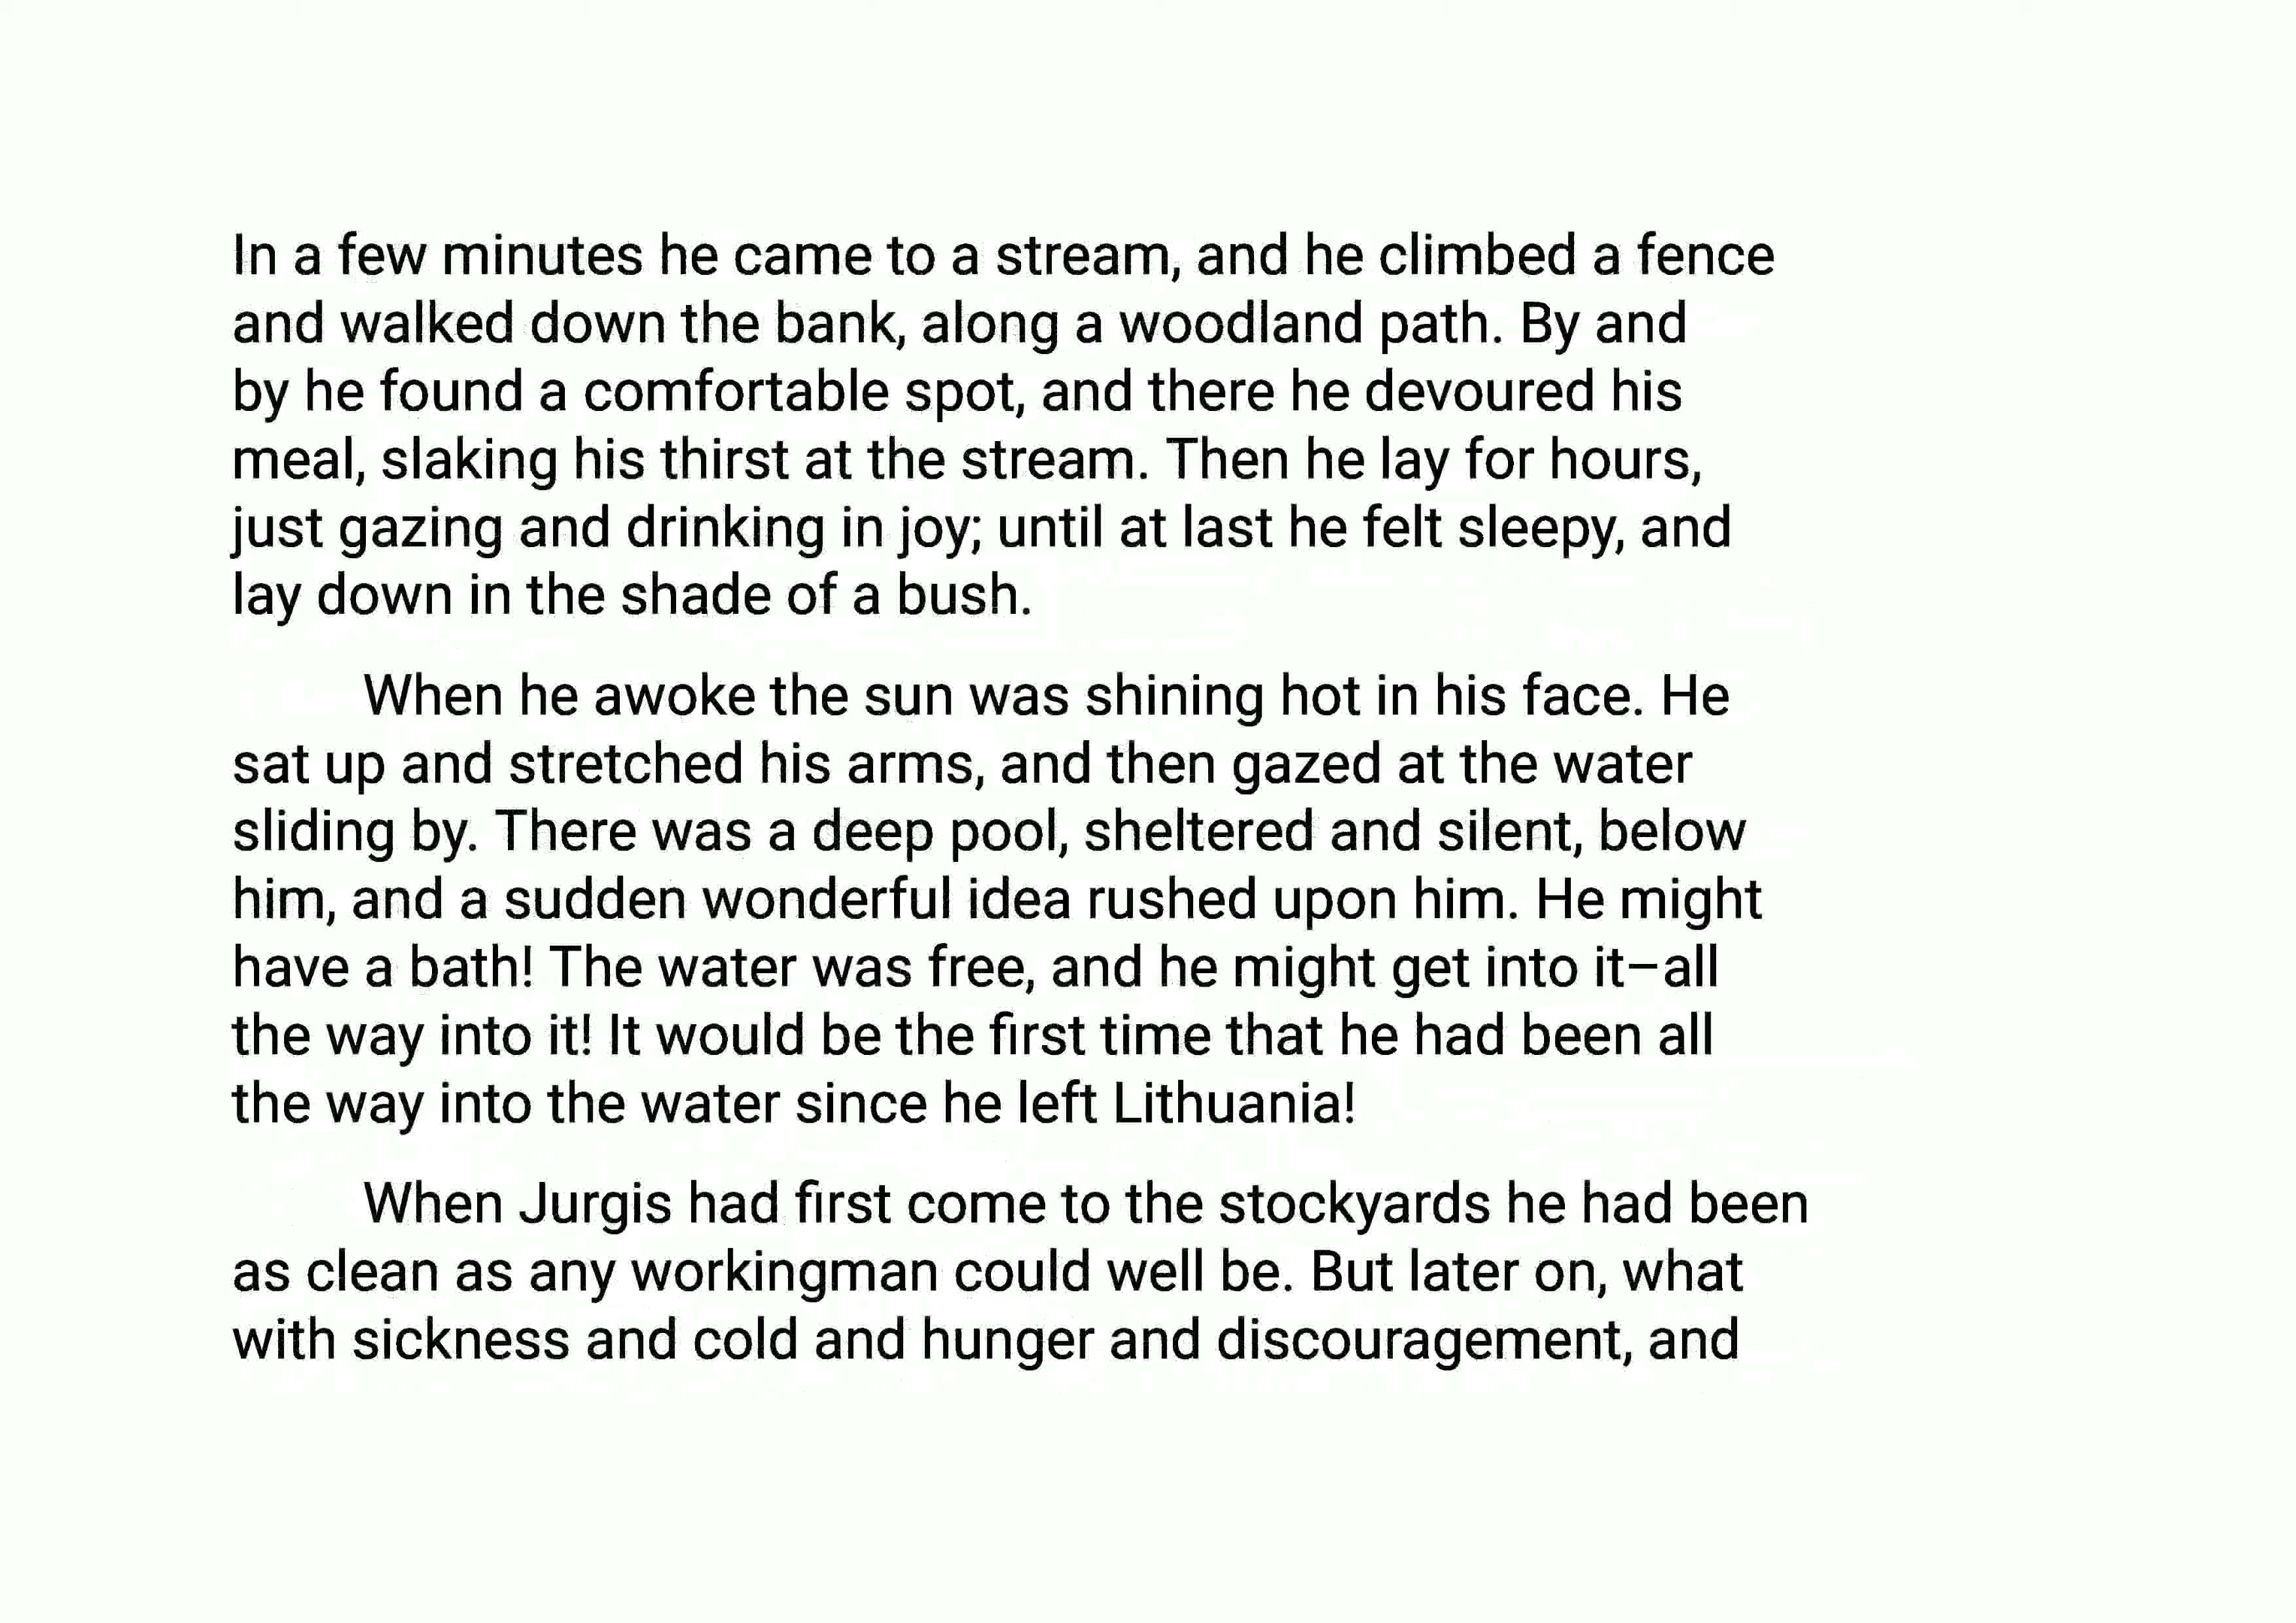 In a few minutes he came to a stream, and he climbed a fence
and walked down the bank, along a woodland path. By and
by he found a comfortable spot, and there he devoured his
meal, slaking his thirst at the stream. Then he lay for hours,
just gazing and drinking in joy; until at last he felt sleepy, and
lay down in the shade of a bush.
When he awoke the sun was shining hot in his face. He
sat up and stretched his arms, and then gazed at the water
sliding by. There was a deep pool, sheltered and silent, below
him, and a sudden wonderful idea rushed upon him. He might
have a bath! The water was free, and he might get into it–all
the way into it! It would be the first time that he had been all
the way into the water since he left Lithuania!
When Jurgis had first come to the stockyards he had been
as clean as any workingman could well be. But later on, what
with sickness and cold and hunger and discouragement, and